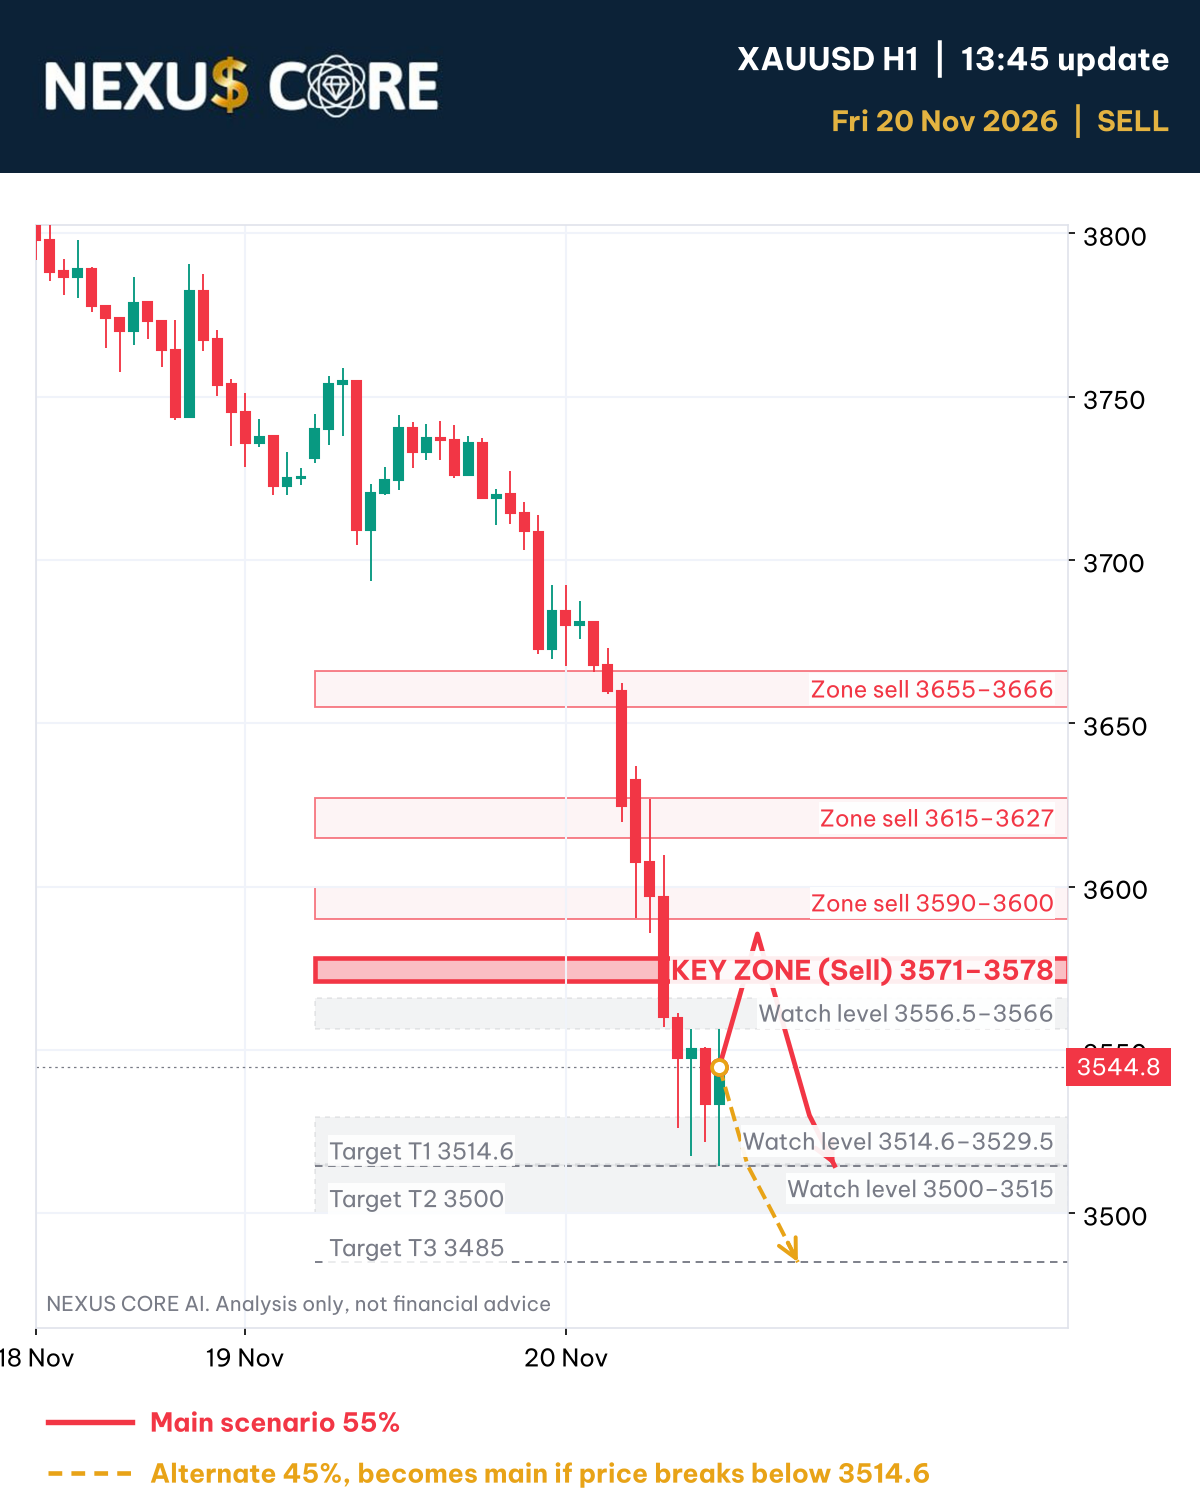 NEXU$ CORE
XAUUSD H1 | 13:45 update
Fri 20 Nov 2026 | SELL
3800
3750
3700
3650
3600
3550
3500
Zone sell 3655–3666
Zone sell 3615–3627
Zone sell 3590–3600
KEY ZONE (Sell) 3571–3578
Watch level 3556.5–3566
3544.8
Watch level 3514.6–3529.5
Target T1 3514.6
Watch level 3500–3515
Target T2 3500
Target T3 3485
NEXUS CORE AI. Analysis only, not financial advice
18 Nov
19 Nov
20 Nov
Main scenario 55%
Alternate 45%, becomes main if price breaks below 3514.6